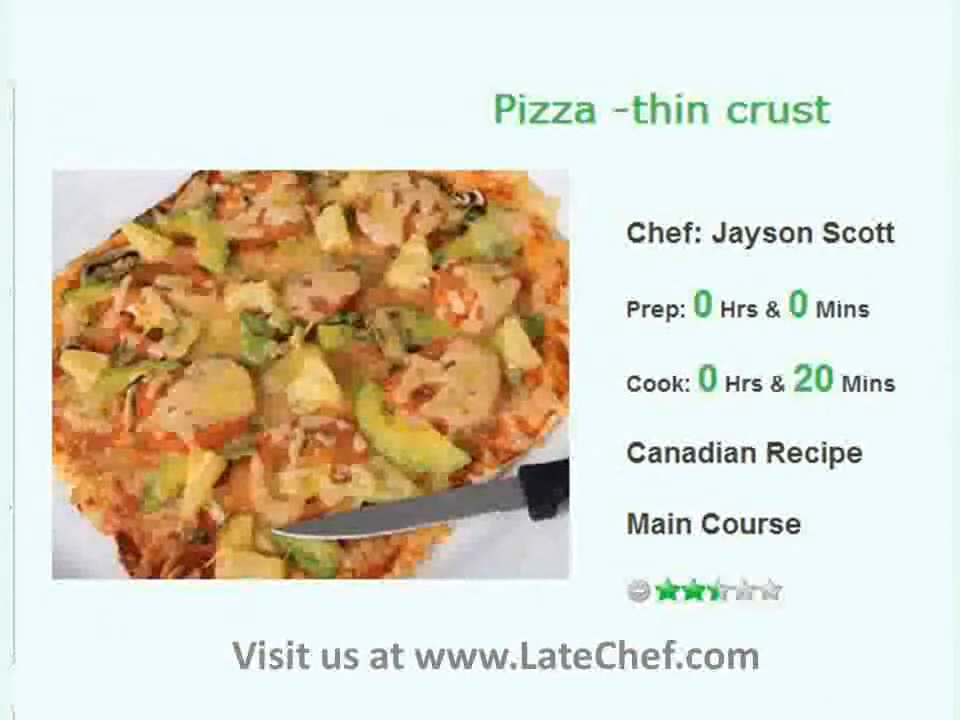 Pizza -thin crust
Chef: Jayson Scott
Prep: 0 Hrs & 0 Mins
Cook: 0 Hrs & 20 Mins
Canadian Recipe
Main Course
Visit us at www.LateChef.com